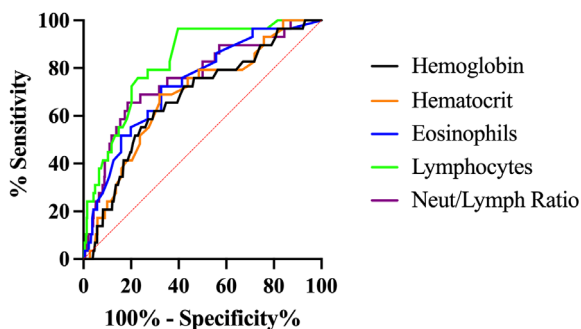 100
80
60
40
20
0
% Sensitivity
0 20 40 60 80 100
100% - Specificity%
Hemoglobin
Hematocrit
Eosinophils
Lymphocytes
Neut/Lymph Ratio